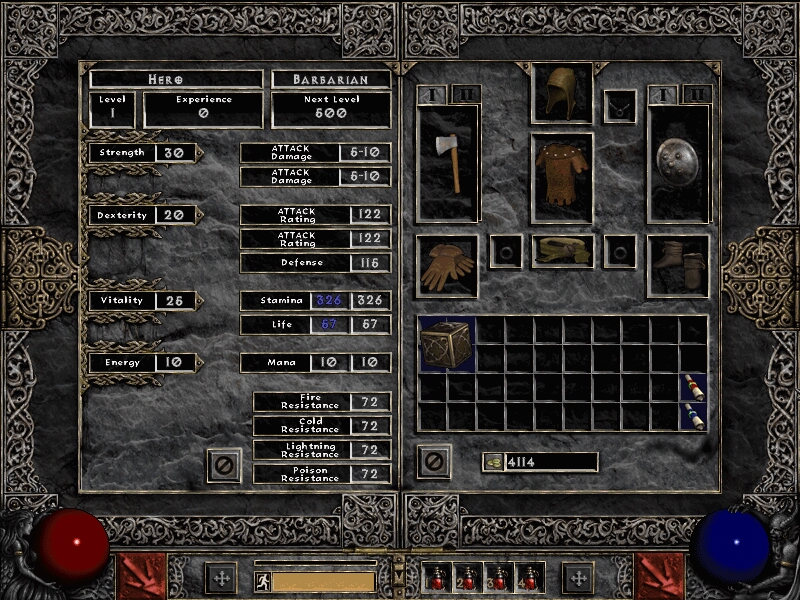 HERO
BARBARIAN
Level
1
Experience
0
Next Level
500
Strength 30
ATTACK
Damage
5-10
ATTACK
Damage
5-10
Dexterity 20
ATTACK
Rating
122
ATTACK
Rating
122
Defense 115
Vitality 25
Stamina 326 326
Life 57 57
Energy 10
Mana 10 10
Fire
Resistance
72
Cold
Resistance
72
Lightning
Resistance
72
Poison
Resistance
72
I II
I II
4114
2 3 4